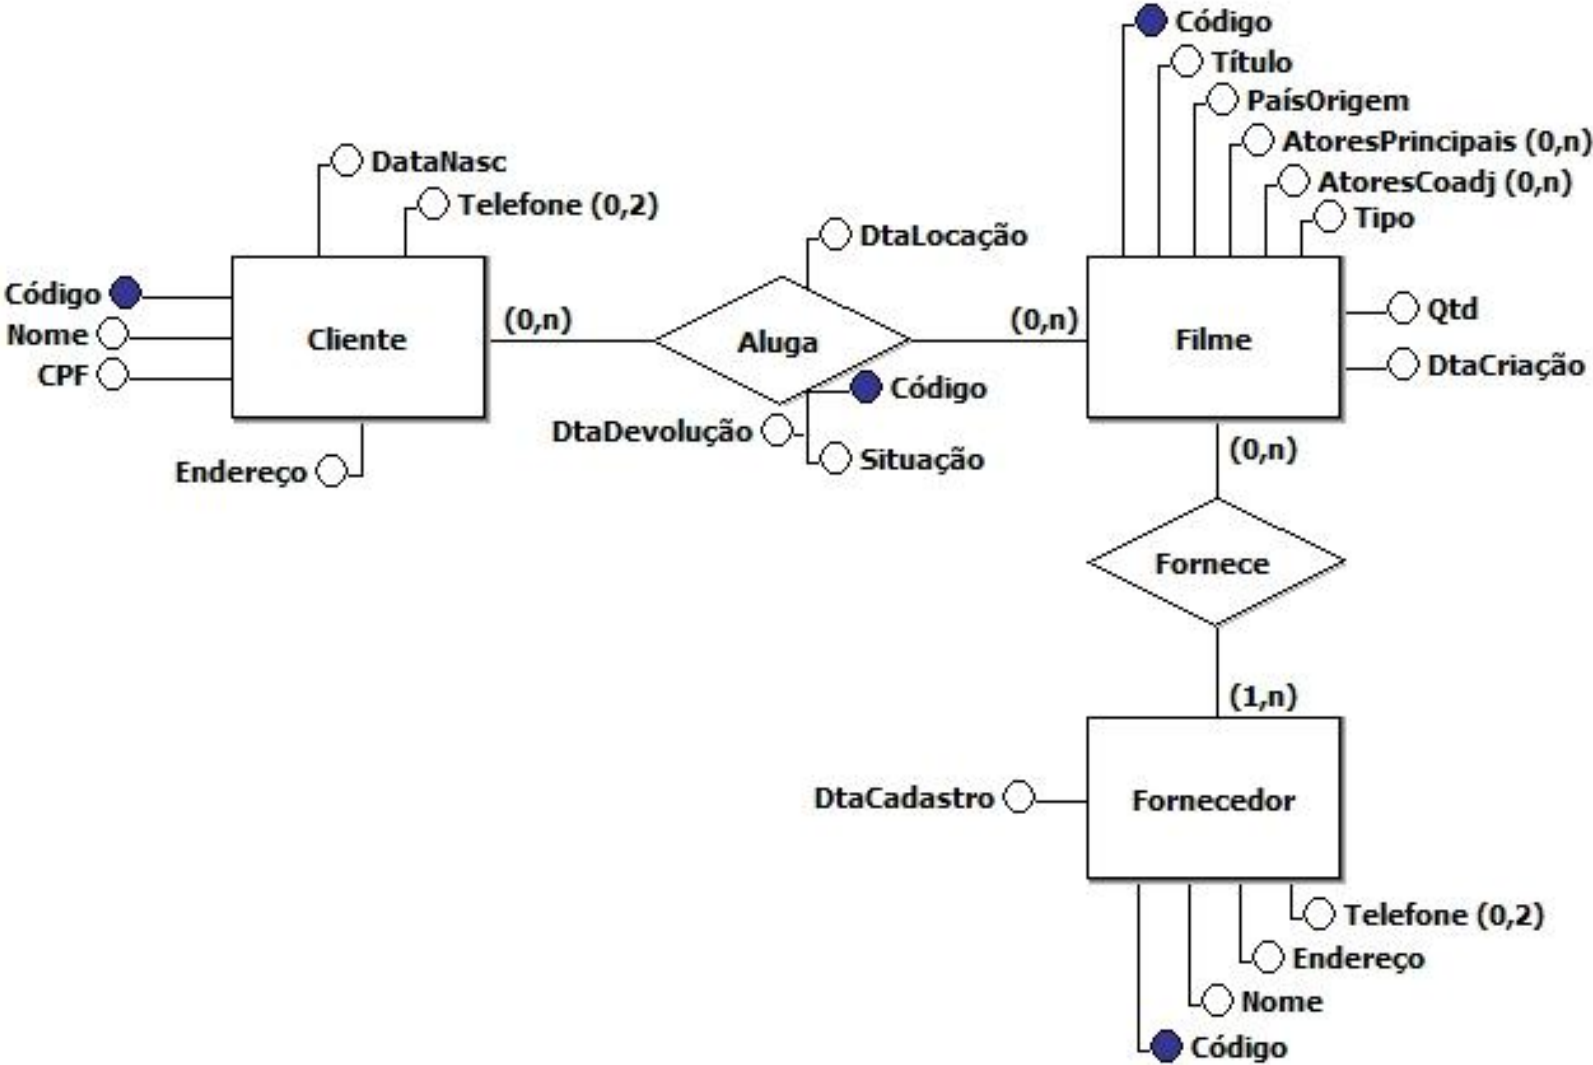 Código
Título
PaísOrigem
AtoresPrincipais (0,n)
AtoresCoadj (0,n)
Tipo
DataNasc
Telefone (0,2)
DtaLocação
Código
Nome
CPF
Cliente
(0,n)
Aluga
(0,n)
Filme
Qtd
DtaCriação
Código
DtaDevolução
Situação
Endereço
(0,n)
Fornece
(1,n)
DtaCadastro
Fornecedor
Telefone (0,2)
Endereço
Nome
Código